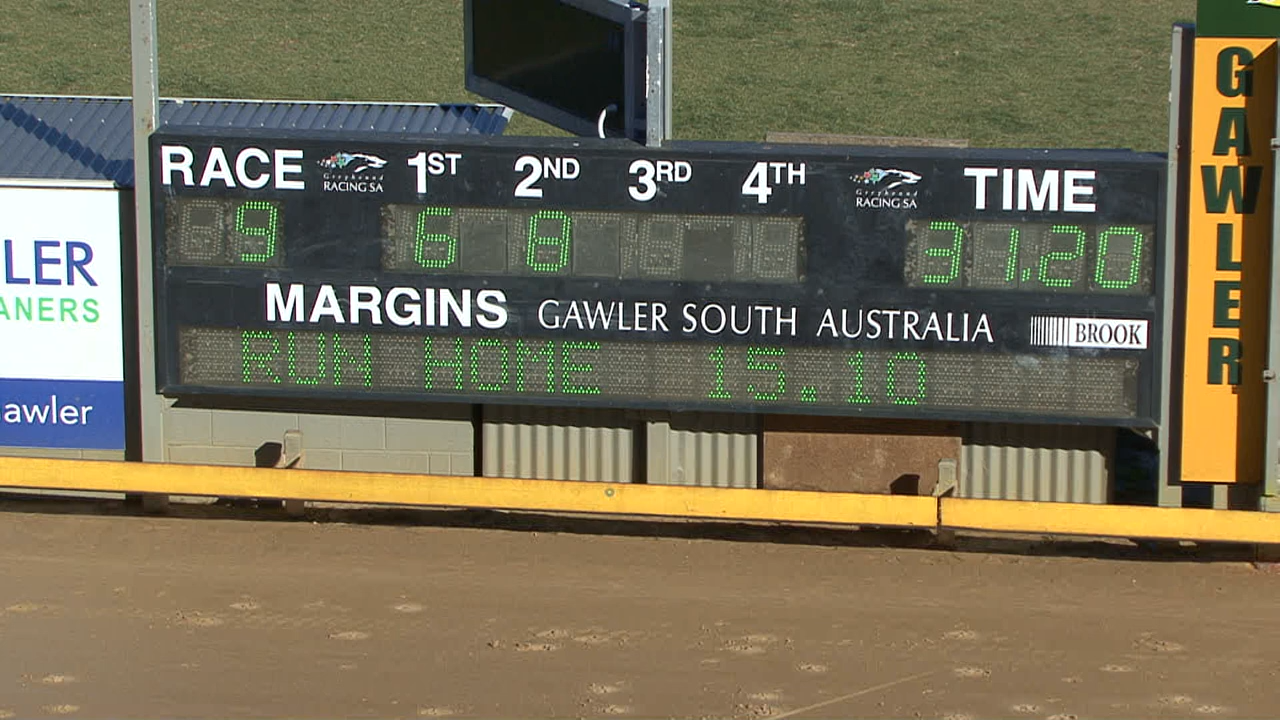 RACE Greyhound RACING SA 1ST 2ND 3RD 4TH Greyhound RACING SA TIME
9 6 8 31.20
MARGINS GAWLER SOUTH AUSTRALIA BROOK
RUN HOME 15.10
LER
ANERS
awler
GAWLER